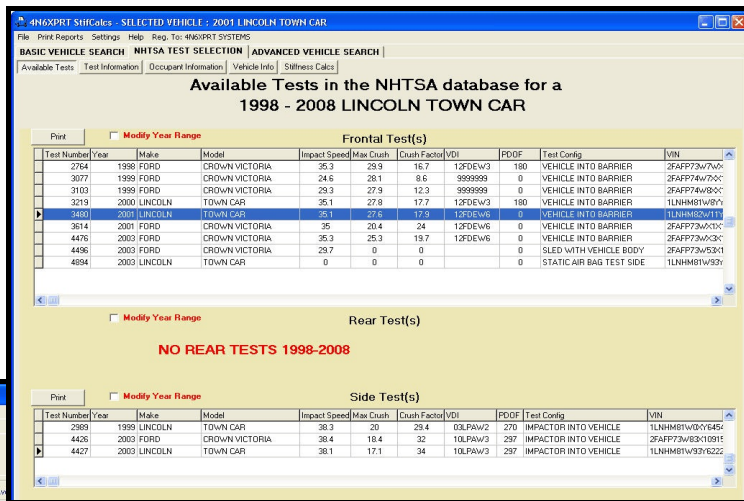 4N6XPRT StifCalcs - SELECTED VEHICLE : 2001 LINCOLN TOWN CAR
File Print Reports Settings Help Reg. To: 4N6XPRT SYSTEMS
BASIC VEHICLE SEARCH NHTSA TEST SELECTION ADVANCED VEHICLE SEARCH
Available Tests Test Information Occupant Information Vehicle Info Stiffness Calcs
Available Tests in the NHTSA database for a
1998 - 2008 LINCOLN TOWN CAR
Print Modify Year Range Frontal Test(s)
Test Number Year Make Model Impact Speed Max Crush Crush Factor VDI PDOF Test Config VIN
2764 1998 FORD CROWN VICTORIA 35.3 29.9 16.7 12FDEW3 180 VEHICLE INTO BARRIER 2FAFP73W7WX
3077 1999 FORD CROWN VICTORIA 24.6 28.1 8.6 9999999 0 VEHICLE INTO BARRIER 2FAFP74W7XX
3103 1999 FORD CROWN VICTORIA 29.3 27.9 12.3 9999999 0 VEHICLE INTO BARRIER 2FAFP74W8XX
3219 2000 LINCOLN TOWN CAR 35.1 27.8 17.7 12FDEW3 180 VEHICLE INTO BARRIER 1LNHM81W8YY
3480 2001 LINCOLN TOWN CAR 35.1 27.6 17.9 12FDEW6 0 VEHICLE INTO BARRIER 1LNHM82W11Y
3614 2001 FORD CROWN VICTORIA 35 20.4 24 12FDEW6 0 VEHICLE INTO BARRIER 2FAFP73WX1X
4476 2003 FORD CROWN VICTORIA 35.3 25.3 19.7 12FDEW6 0 VEHICLE INTO BARRIER 2FAFP73WX3X
4496 2003 FORD CROWN VICTORIA 29.7 0 0 0 SLED WITH VEHICLE BODY 2FAFP73W53X1
4894 2003 LINCOLN TOWN CAR 0 0 0 0 STATIC AIR BAG TEST SIDE 1LNHM81W93Y
Modify Year Range Rear Test(s)
NO REAR TESTS 1998-2008
Print Modify Year Range Side Test(s)
Test Number Year Make Model Impact Speed Max Crush Crush Factor VDI PDOF Test Config VIN
2989 1999 LINCOLN TOWN CAR 38.3 20 29.4 03LPAW2 270 IMPACTOR INTO VEHICLE 1LNHM81W0XY6454
4426 2003 FORD CROWN VICTORIA 38.4 18.4 32 10LPAW3 297 IMPACTOR INTO VEHICLE 2FAFP73W83X10915
4427 2003 LINCOLN TOWN CAR 38.1 17.1 34 10LPAW3 297 IMPACTOR INTO VEHICLE 1LNHM81W93Y6222